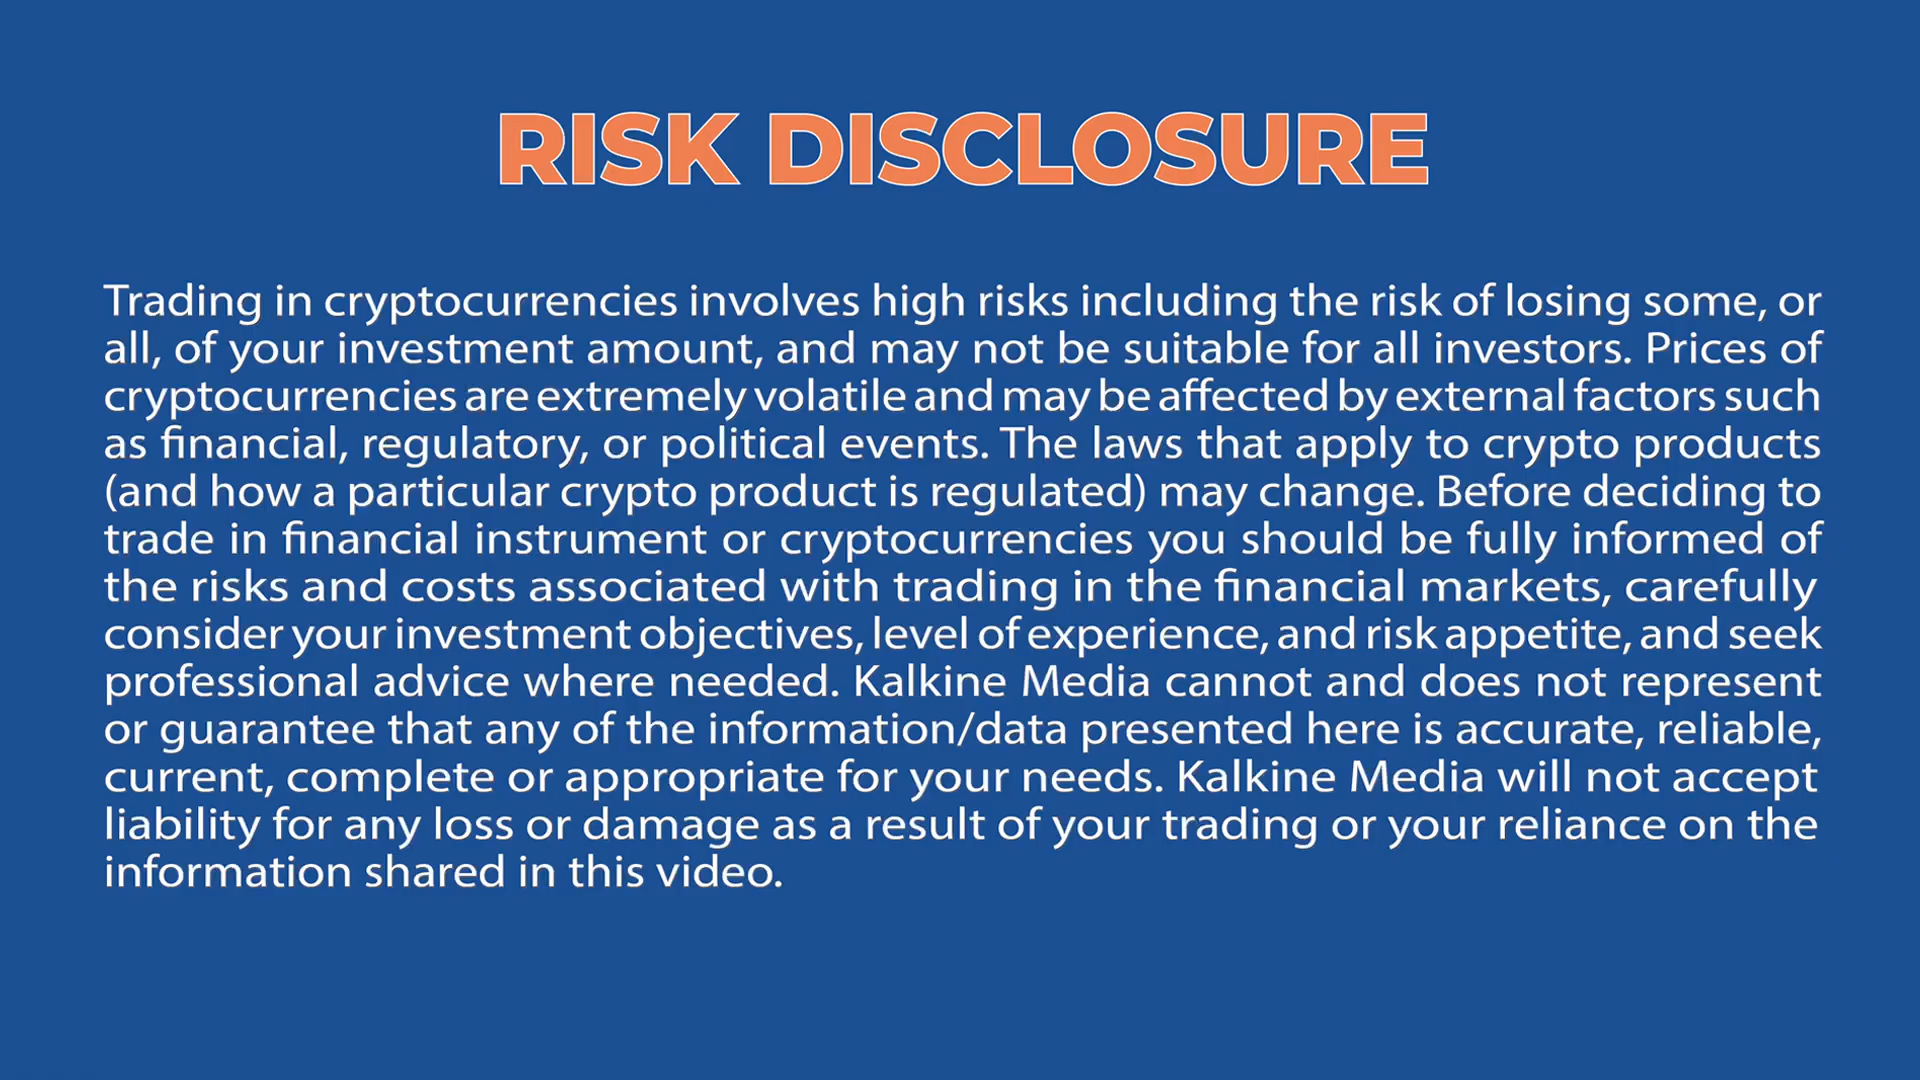 RISK DISCLOSURE
Trading in cryptocurrencies involves high risks including the risk of losing some, or
all, of your investment amount, and may not be suitable for all investors. Prices of
cryptocurrencies are extremely volatile and may be affected by external factors such
as financial, regulatory, or political events. The laws that apply to crypto products
(and how a particular crypto product is regulated) may change. Before deciding to
trade in financial instrument or cryptocurrencies you should be fully informed of
the risks and costs associated with trading in the financial markets, carefully
consider your investment objectives, level of experience, and risk appetite, and seek
professional advice where needed. Kalkine Media cannot and does not represent
or guarantee that any of the information/data presented here is accurate, reliable,
current, complete or appropriate for your needs. Kalkine Media will not accept
liability for any loss or damage as a result of your trading or your reliance on the
information shared in this video.